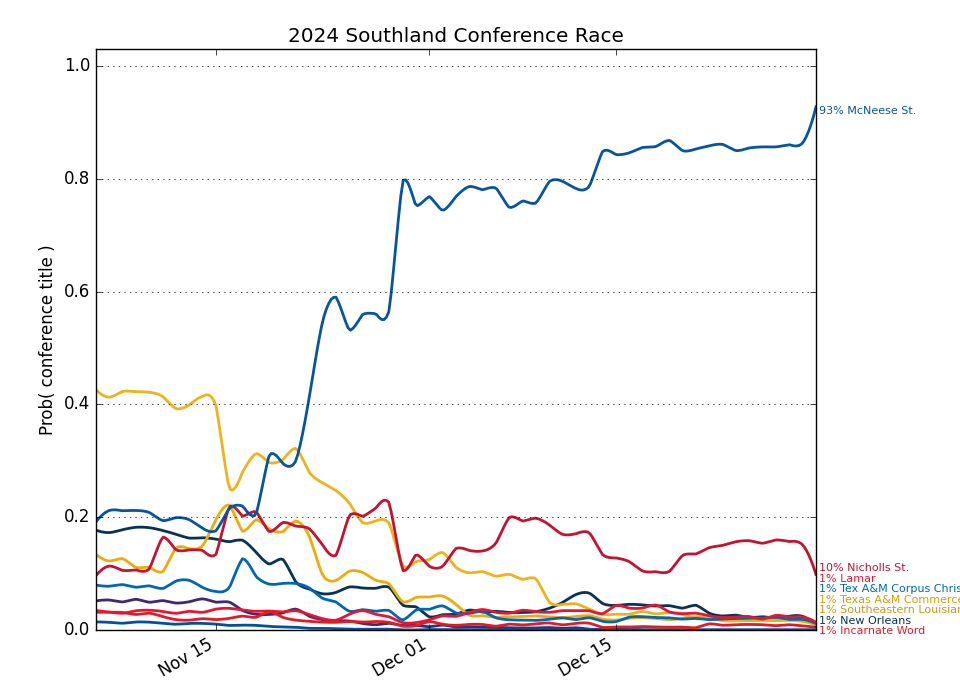 2024 Southland Conference Race
Prob( conference title )
1.0
0.8
0.6
0.4
0.2
0.0
Nov 15
Dec 01
Dec 15
93% McNeese St.
10% Nicholls St.
1% Lamar
1% Tex A&M Corpus Chris
1% Texas A&M Commerce
1% Southeastern Louisian
1% New Orleans
1% Incarnate Word